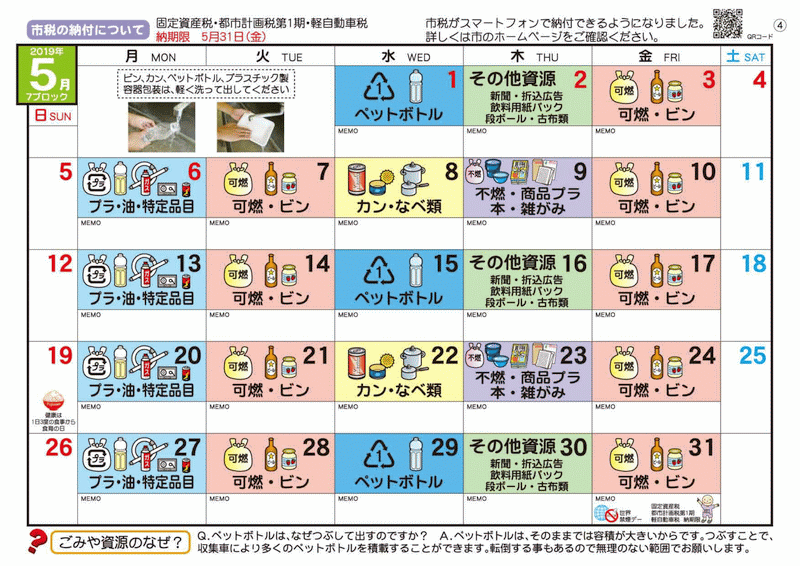 市税の納付について
固定資産税・都市計画税第1期・軽自動車税
納期限 5月31日(金)
市税がスマートフォンで納付できるようになりました。
詳しくは市のホームページをご確認ください。
QRコード
④
2019年
5月
7ブロック
日 SUN
月 MON
火 TUE
水 WED
木 THU
金 FRI
土 SAT
ビン、カン、ペットボトル、プラスチック製
容器包装は、軽く洗って出してください
1
ペットボトル
MEMO
その他資源 2
新聞・折込広告
飲料用紙パック
段ボール・古布類
MEMO
可燃 3
可燃・ビン
MEMO
4
5
プラ 6
プラ・油・特定品目
MEMO
可燃 7
可燃・ビン
MEMO
8
カン・なべ類
MEMO
不燃 9
不燃・商品プラ
本・雑がみ
MEMO
可燃 10
可燃・ビン
MEMO
11
12
プラ 13
プラ・油・特定品目
MEMO
可燃 14
可燃・ビン
MEMO
1 15
ペットボトル
MEMO
その他資源 16
新聞・折込広告
飲料用紙パック
段ボール・古布類
MEMO
可燃 17
可燃・ビン
MEMO
18
19
健康は
1日3度の食事から
食育の日
プラ 20
プラ・油・特定品目
MEMO
可燃 21
可燃・ビン
MEMO
22
カン・なべ類
MEMO
不燃 23
不燃・商品プラ
本・雑がみ
MEMO
可燃 24
可燃・ビン
MEMO
25
26
プラ 27
プラ・油・特定品目
MEMO
可燃 28
可燃・ビン
MEMO
1 29
ペットボトル
MEMO
その他資源 30
新聞・折込広告
飲料用紙パック
段ボール・古布類
MEMO
可燃 31
可燃・ビン
MEMO
世界
禁煙デー
固定資産税
都市計画税第1期
軽自動車税 納期限
ごみや資源のなぜ?
Q.ペットボトルは、なぜつぶして出すのですか? A.ペットボトルは、そのままでは容積が大きいからです。つぶすことで、
収集車により多くのペットボトルを積載することができます。転倒する事もあるので無理のない範囲でお願いします。